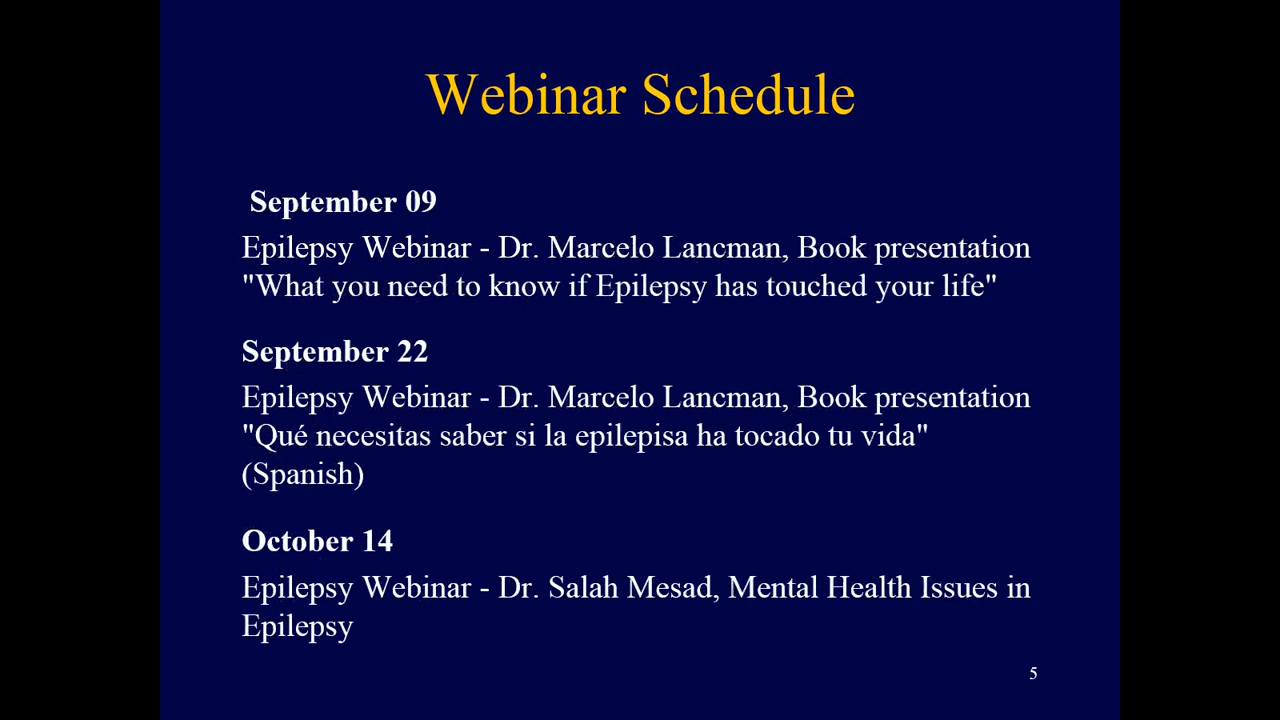 Webinar Schedule
September 09
Epilepsy Webinar - Dr. Marcelo Lancman, Book presentation
"What you need to know if Epilepsy has touched your life"
September 22
Epilepsy Webinar - Dr. Marcelo Lancman, Book presentation
"Qué necesitas saber si la epilepisa ha tocado tu vida"
(Spanish)
October 14
Epilepsy Webinar - Dr. Salah Mesad, Mental Health Issues in
Epilepsy
5